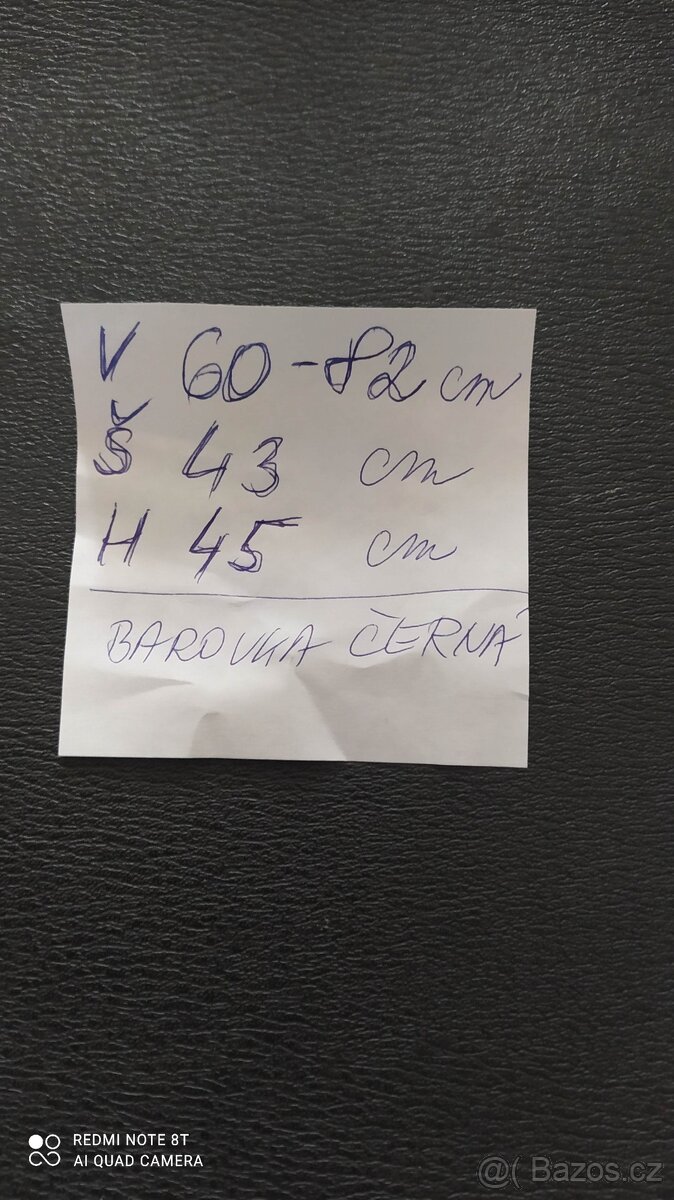 V 60-82 cm
Š 43 cm
H 45 cm
BAROVKA ČERNÁ
REDMI NOTE 8T
AI QUAD CAMERA
@( Bazos.cz